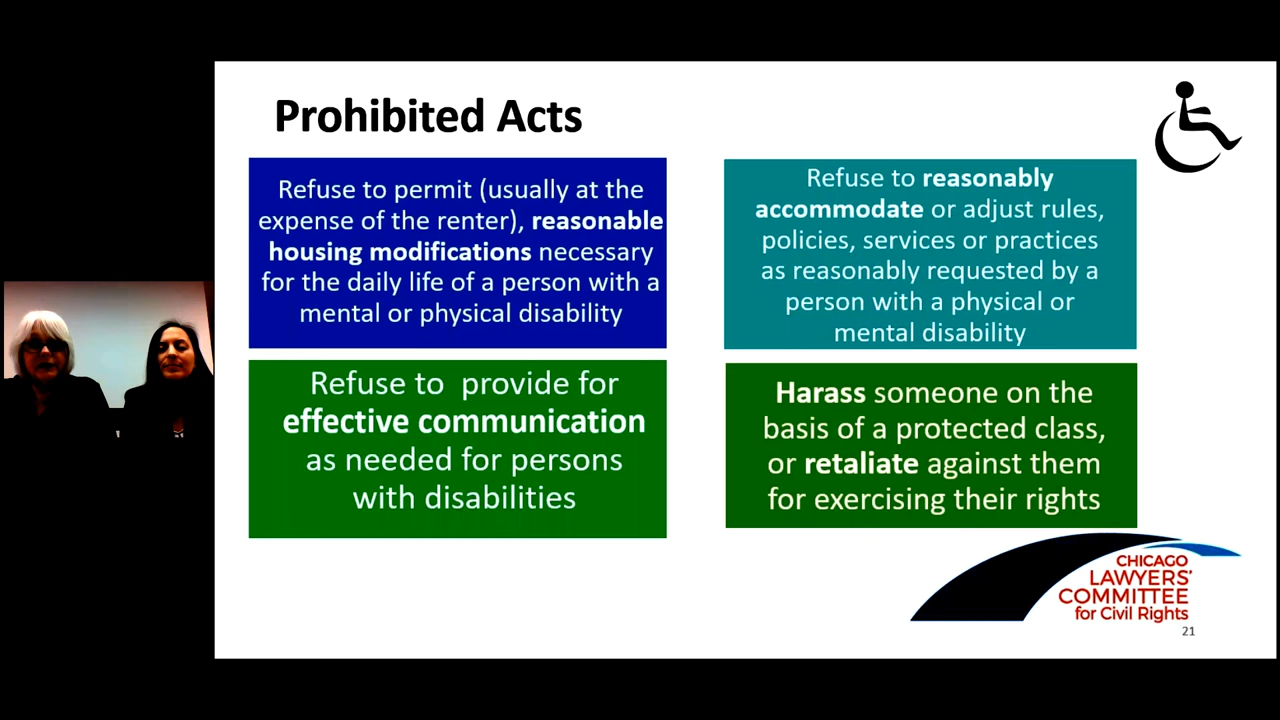 Prohibited Acts
Refuse to permit (usually at the
expense of the renter), reasonable
housing modifications necessary
for the daily life of a person with a
mental or physical disability
Refuse to reasonably
accommodate or adjust rules,
policies, services or practices
as reasonably requested by a
person with a physical or
mental disability
Refuse to  provide for
effective communication
as needed for persons
with disabilities
Harass someone on the
basis of a protected class,
or retaliate against them
for exercising their rights
CHICAGO
LAWYERS'
COMMITTEE
for Civil Rights
21